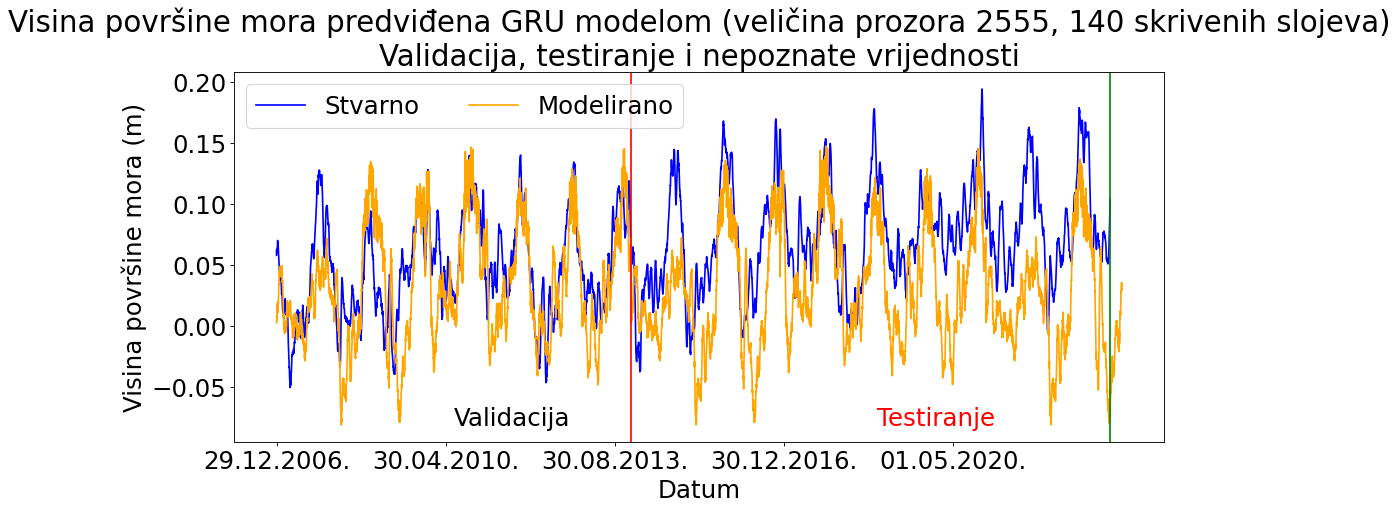 Visina površine mora predviđena GRU modelom (veličina prozora 2555, 140 skrivenih slojeva)
Validacija, testiranje i nepoznate vrijednosti
Stvarno
Modelirano
Visina površine mora (m)
0.20
0.15
0.10
0.05
0.00
−0.05
Validacija
Testiranje
29.12.2006.
30.04.2010.
30.08.2013.
30.12.2016.
01.05.2020.
Datum